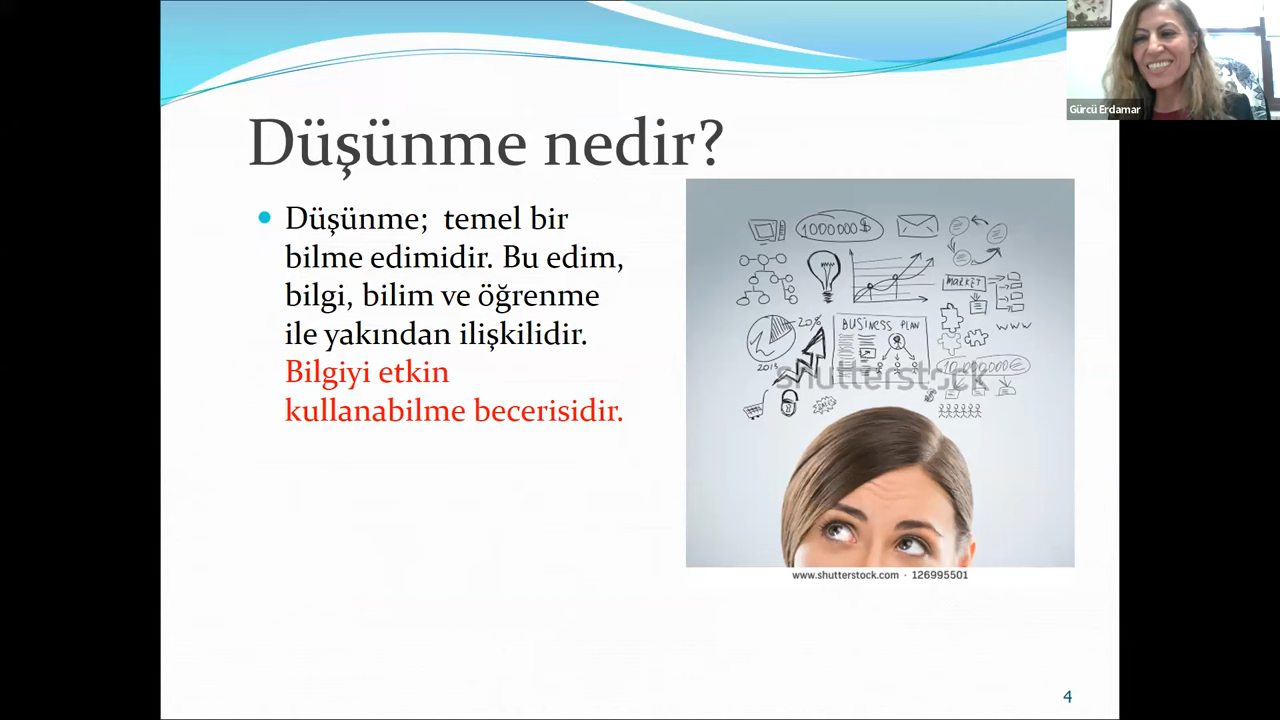 Gürcü Erdamar
Düşünme nedir?
Düşünme; temel bir
bilme edimidir. Bu edim,
bilgi, bilim ve öğrenme
ile yakından ilişkilidir.
Bilgiyi etkin
kullanabilme becerisidir.
1000000$
MARKET
20%
BUSINESS PLAN
www
2013
10000000€
shutterstock
$
www.shutterstock.com · 126995501
4